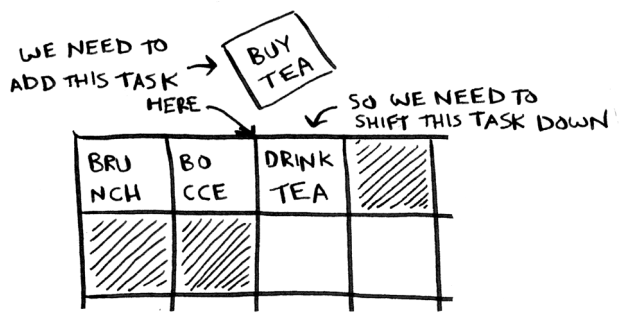 WE NEED TO
ADD THIS TASK
HERE
BUY
TEA
SO WE NEED TO
SHIFT THIS TASK DOWN
BRU
NCH
BO
CCE
DRINK
TEA